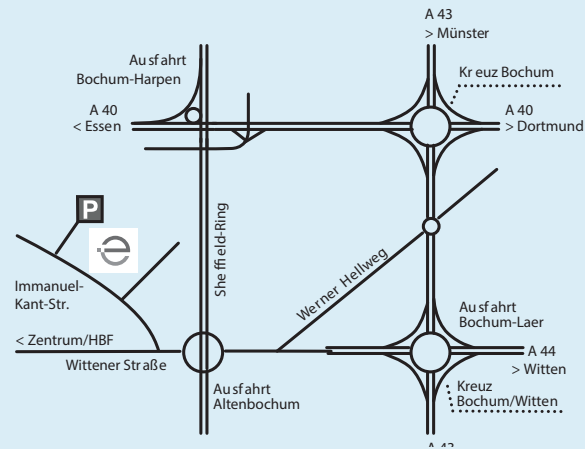 A 43
> Münster
Ausfahrt
Bochum-Harpen
Kreuz Bochum
A 40
< Essen
A 40
> Dortmund
P
e
Sheffield-Ring
Werner Hellweg
Immanuel-
Kant-Str.
< Zentrum/HBF
Wittener Straße
Ausfahrt
Bochum-Laer
A 44
> Witten
Ausfahrt
Altenbochum
Kreuz
Bochum/Witten
A 43